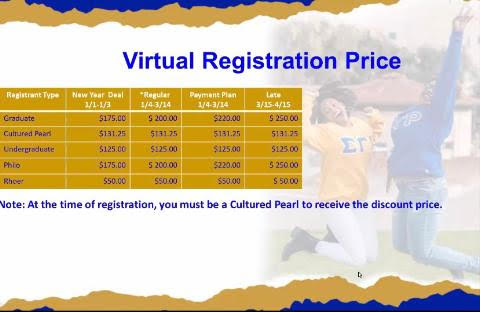 Virtual Registration Price
Registrant Type New Year Deal *Regular Payment Plan Late
1/1-1/3 1/4-3/14 1/4-3/14 3/15-4/15
Graduate $175.00 $ 200.00 $220.00 $ 250.00
Cultured Pearl $131.25 $131.25 $131.25 $131.25
Undergraduate $125.00 $125.00 $125.00 $125.00
Philo $175.00 $ 200.00 $220.00 $ 250.00
Rhoer $50.00 $50.00 $50.00 $ 50.00
Note: At the time of registration, you must be a Cultured Pearl to receive the discount price.
ΣΓ